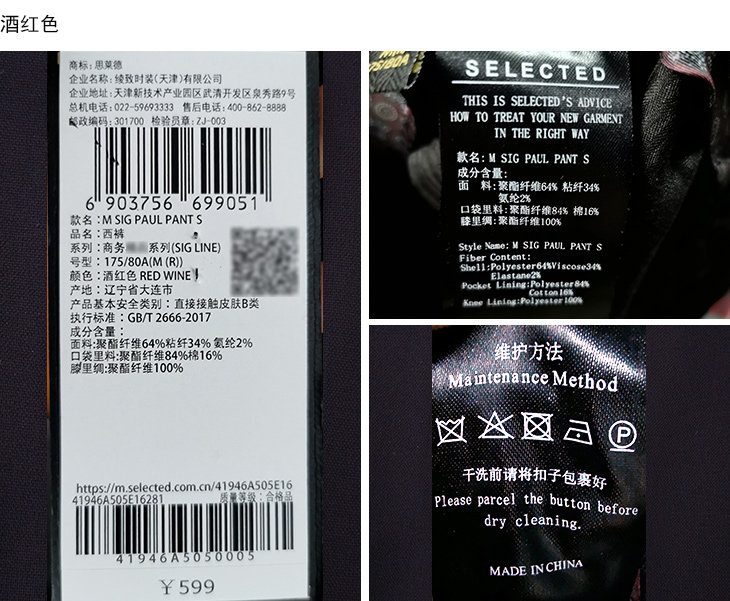 酒红色
商标: 思莱德
企业名称: 绫致时装(天津)有限公司
企业地址: 天津新技术产业园区武清开发区泉秀路9号
总机电话: 022-59693333 售后电话: 400-862-8888
邮政编码: 301700 检验员章: ZJ-003
6 903756 699051
款名: M SIG PAUL PANT S
品名: 西裤
系列: 商务 系列(SIG LINE)
号型: 175/80A(M (R))
颜色: 酒红色 RED WINE
产地: 辽宁省大连市
产品基本安全类别: 直接接触皮肤B类
执行标准: GB/T 2666-2017
成分含量:
面料:聚酯纤维64%粘纤34% 氨纶2%
口袋里料:聚酯纤维84%棉16%
膝里绸:聚酯纤维100%
https://m.selected.com.cn/41946A505E16
41946A505E16281 质量等级: 合格品
41946A5050005
￥599
175/80A
SELECTED
THIS IS SELECTED'S ADVICE
HOW TO TREAT YOUR NEW GARMENT
IN THE RIGHT WAY
款名: M SIG PAUL PANT S
成分含量:
面 料:聚酯纤维64% 粘纤34%
氨纶2%
口袋里料:聚酯纤维84% 棉16%
膝里绸:聚酯纤维100%
Style Name: M SIG PAUL PANT S
Fiber Content:
Shell:Polyester64%Viscose34%
Elastane2%
Pocket Lining:Polyester84%
Cotton16%
Knee Lining:Polyester100%
维护方法
Maintenance Method
P
干洗前请将扣子包裹好
Please parcel the button before
dry cleaning.
MADE IN CHINA